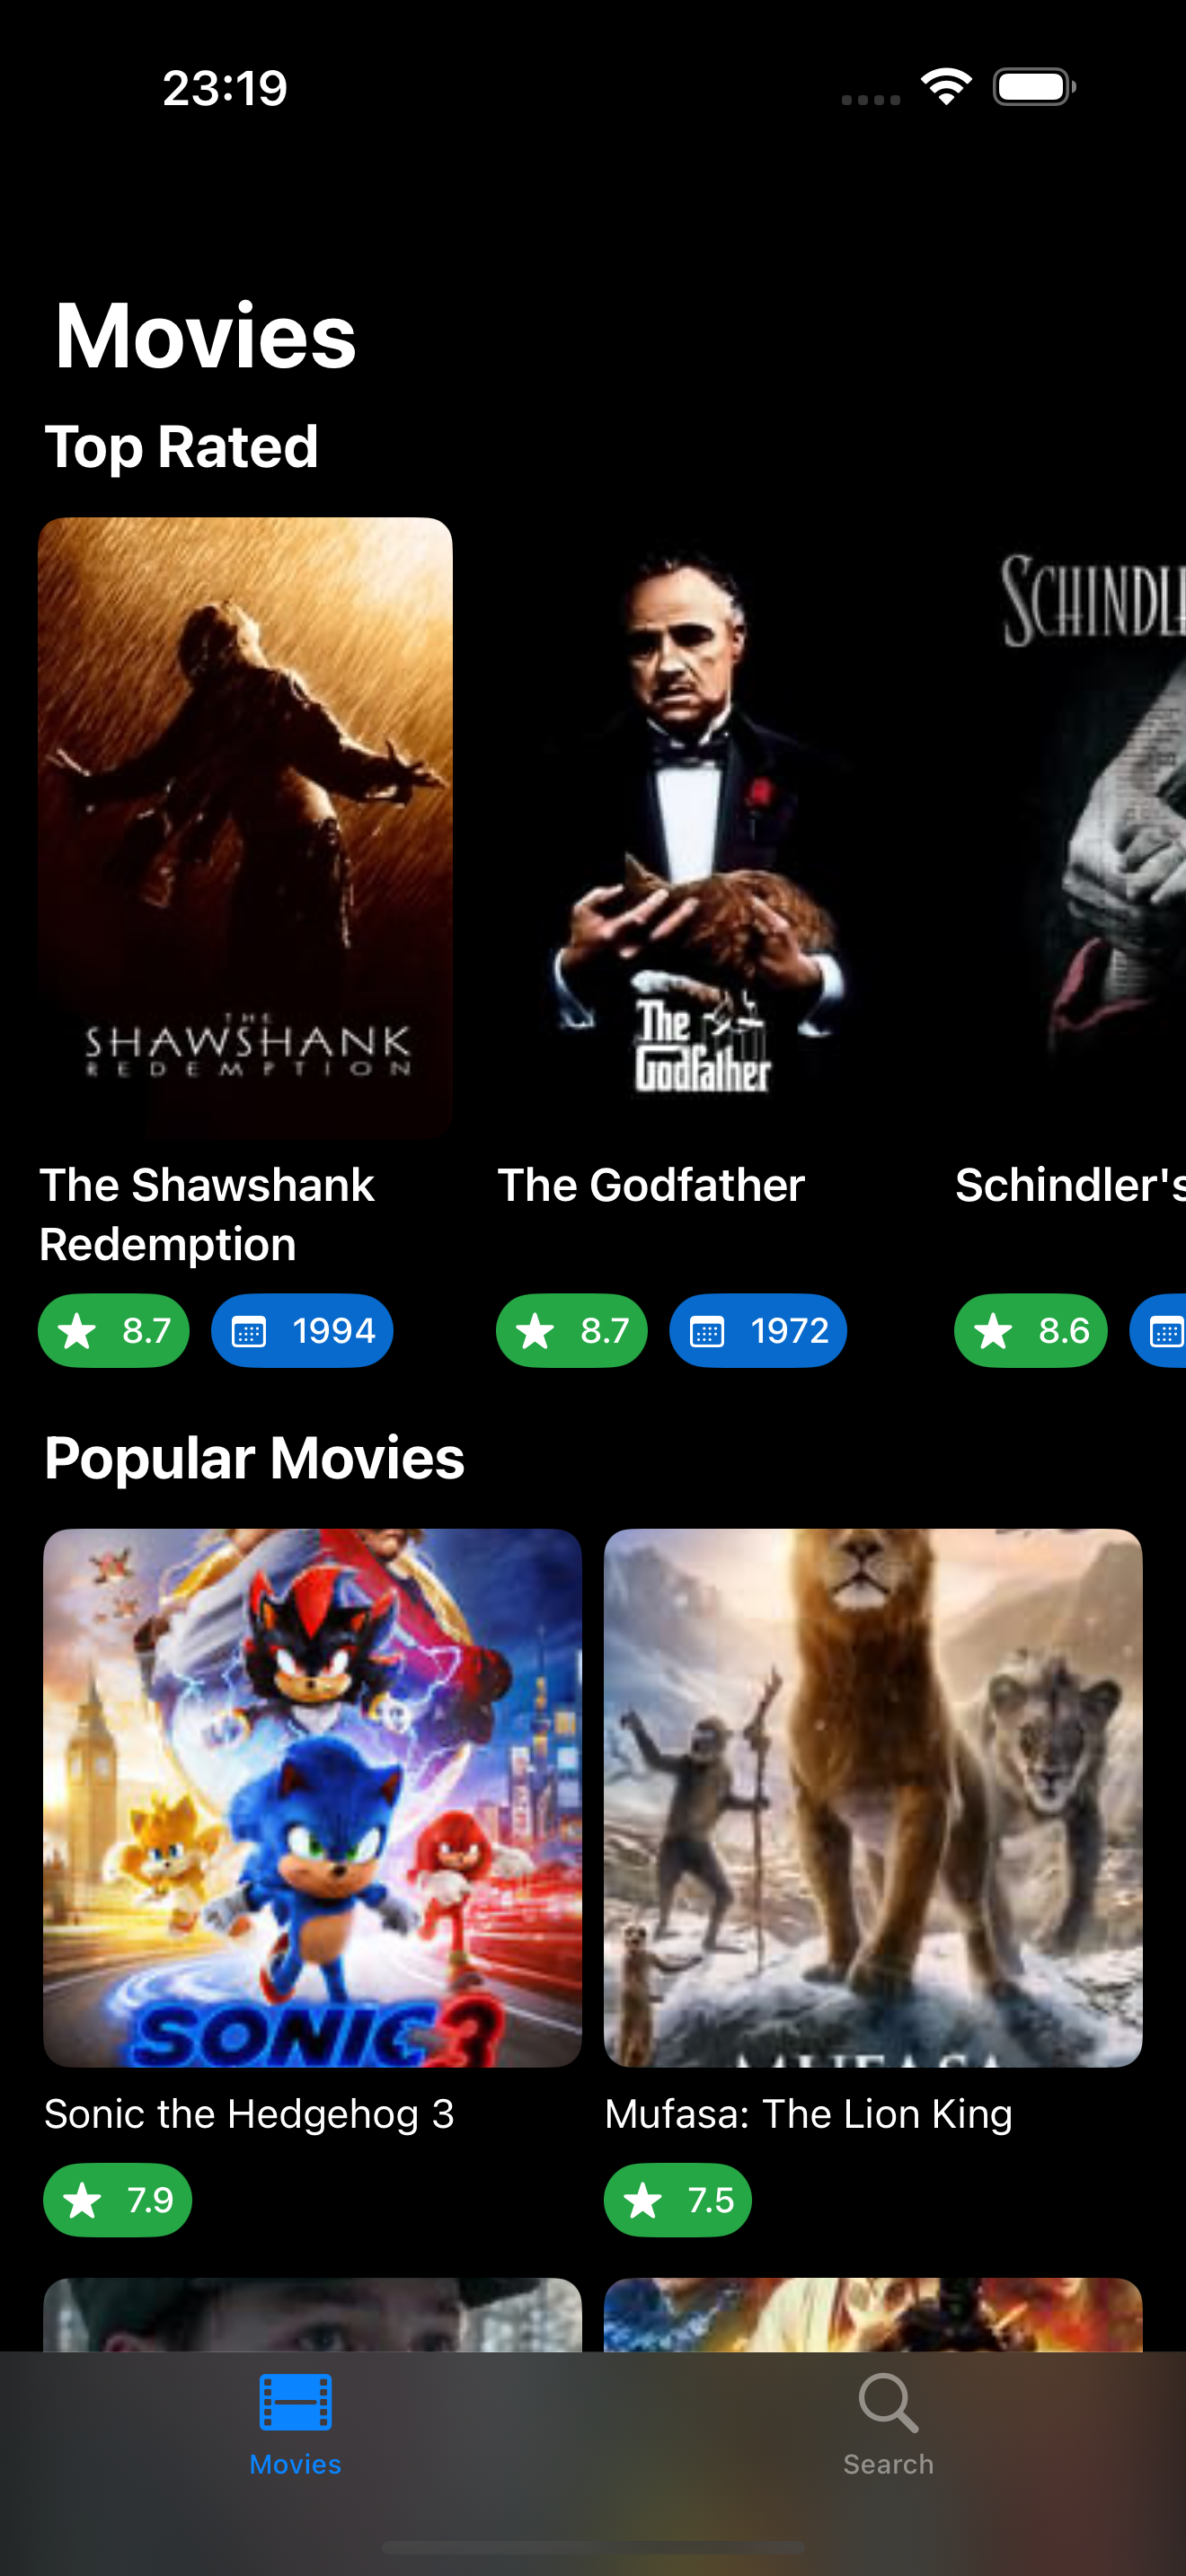 23:19
Movies
Top Rated
THE
SHAWSHANK
REDEMPTION
The
Godfather
SCHINDL
The Shawshank
Redemption
8.7
1994
The Godfather
8.7
1972
Schindler's
8.6
Popular Movies
SONIC 3
MUFASA
Sonic the Hedgehog 3
7.9
Mufasa: The Lion King
7.5
Movies
Search